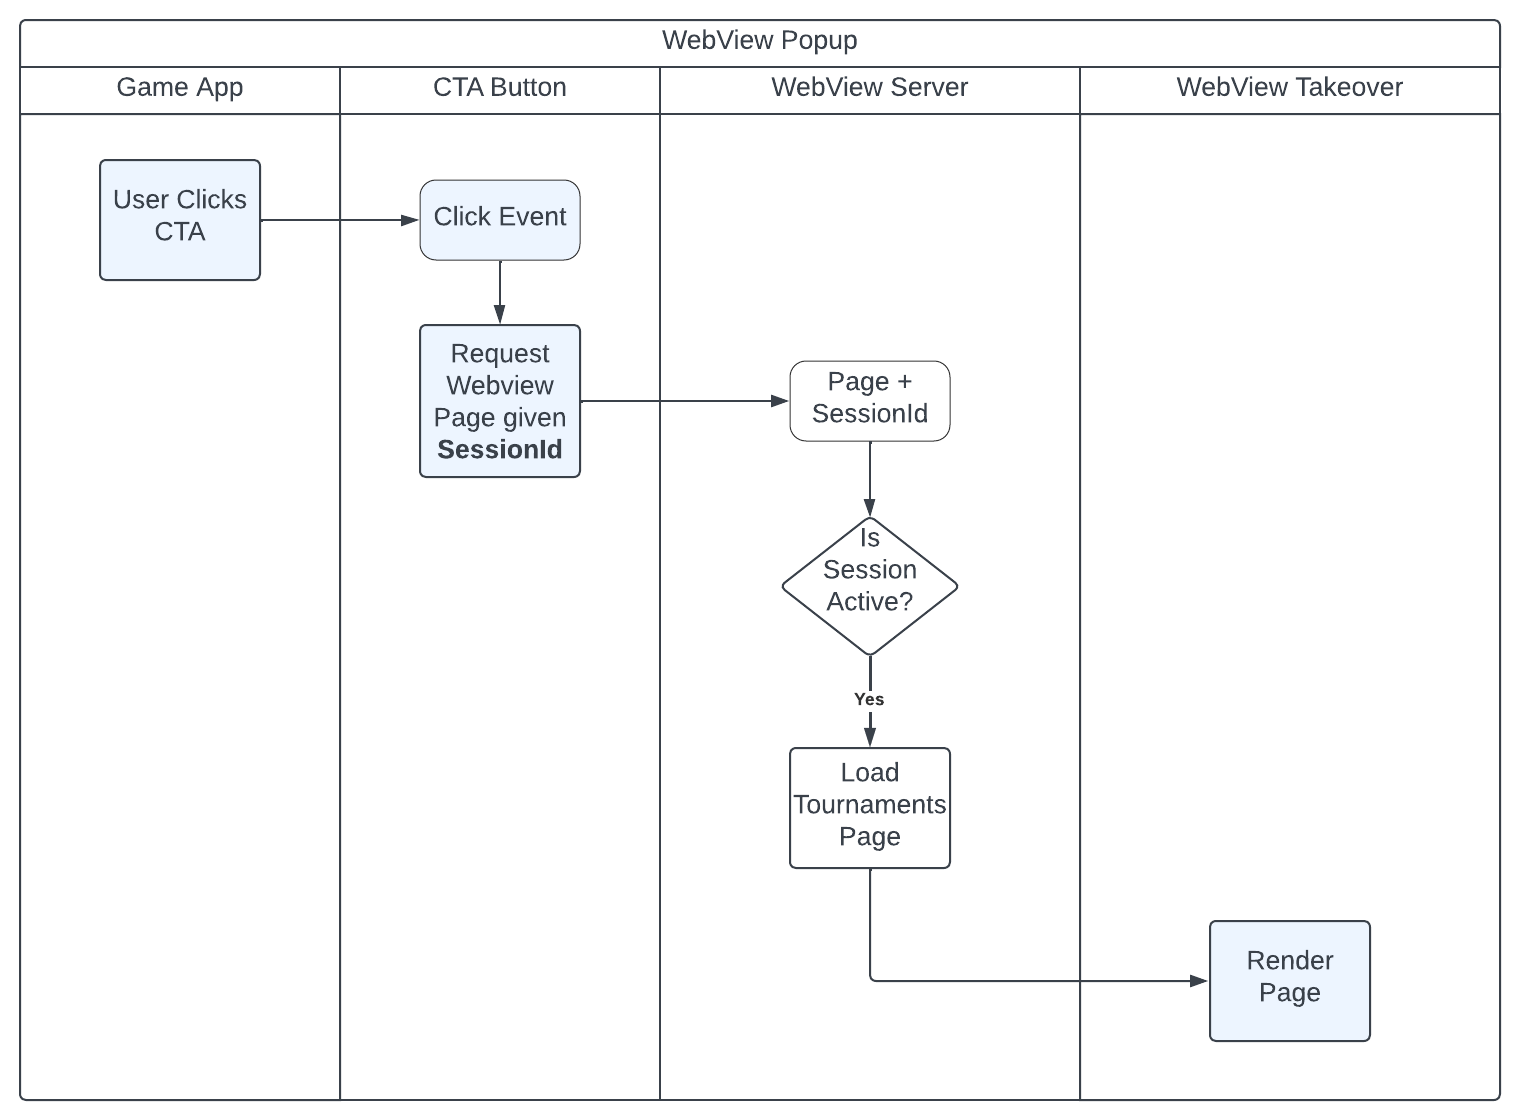 WebView Popup
Game App
CTA Button
WebView Server
WebView Takeover
User Clicks
CTA
Click Event
Request
Webview
Page given
SessionId
Page +
SessionId
Is
Session
Active?
Yes
Load
Tournaments
Page
Render
Page